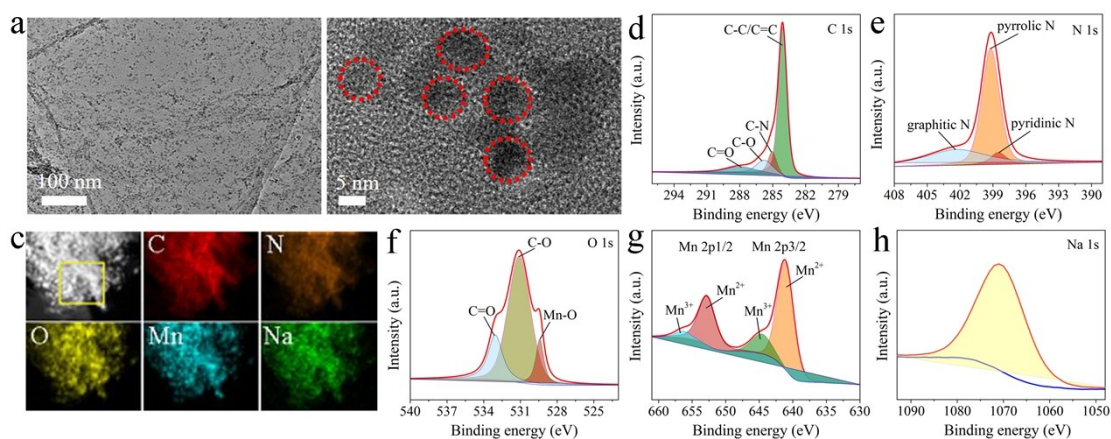 a
100 nm
5 nm
c
C
N
O
Mn
Na
d
C 1s
C-C/C=C
C-N
C-O
C=O
Intensity (a.u.)
294 291 288 285 282 279
Binding energy (eV)
e
N 1s
pyrrolic N
graphitic N
pyridinic N
Intensity (a.u.)
408 405 402 399 396 393 390
Binding energy (eV)
f
O 1s
C-O
C=O
Mn-O
Intensity (a.u.)
540 537 534 531 528 525
Binding energy (eV)
g
Mn 2p1/2 Mn 2p3/2
Mn2+
Mn2+
Mn3+
Mn3+
Intensity (a.u.)
660 655 650 645 640 635 630
Binding energy (eV)
h
Na 1s
Intensity (a.u.)
1090 1080 1070 1060 1050
Binding energy (eV)